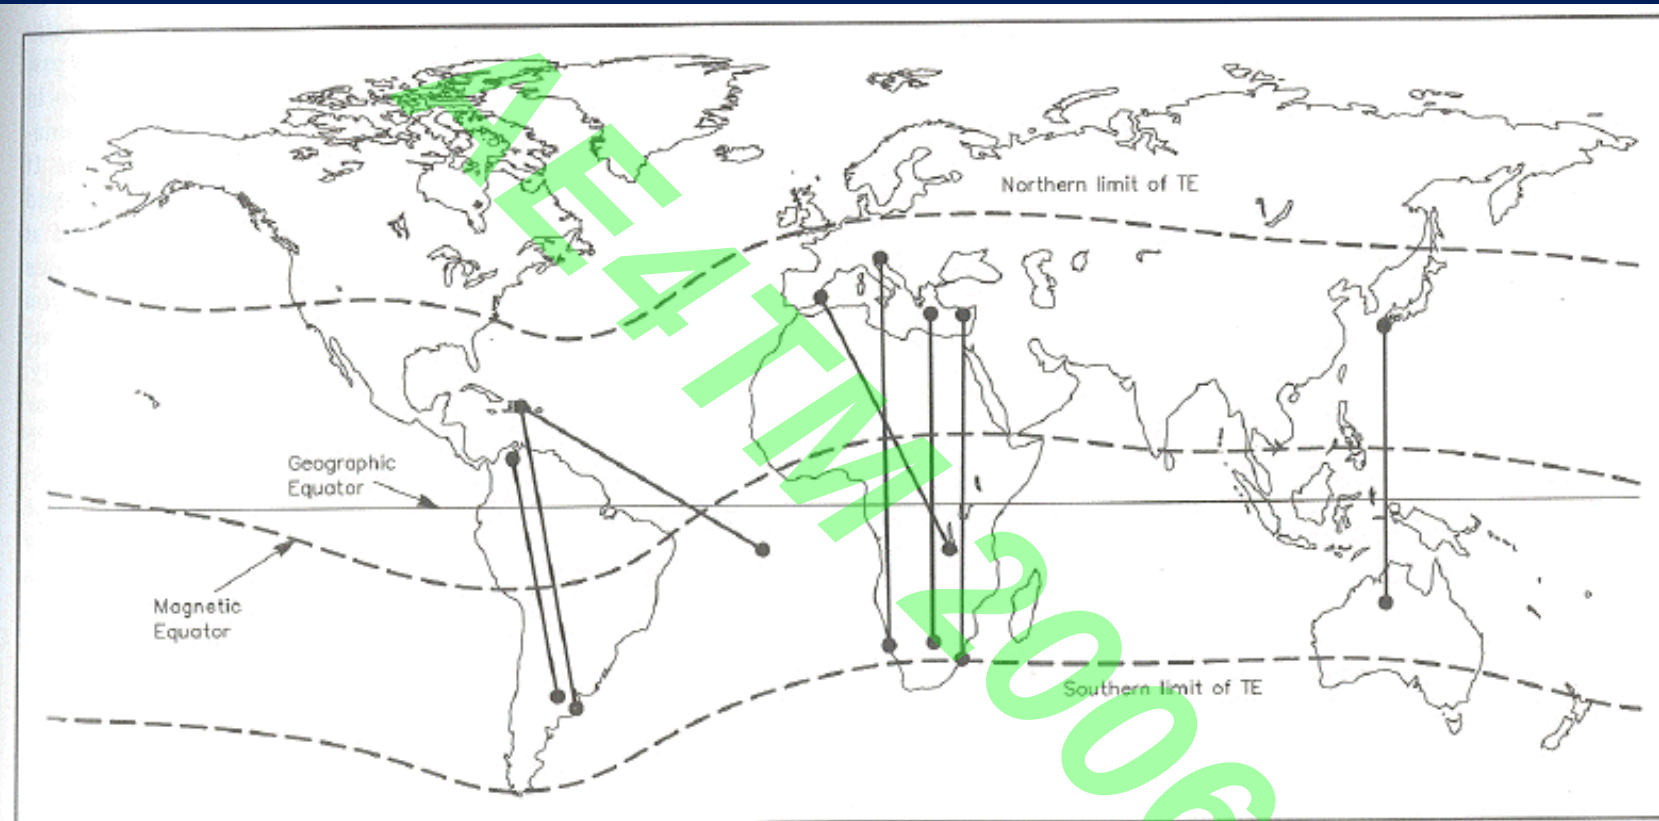 Northern limit of TE
Geographic
Equator
Magnetic
Equator
Southern limit of TE
AE4TM 2006